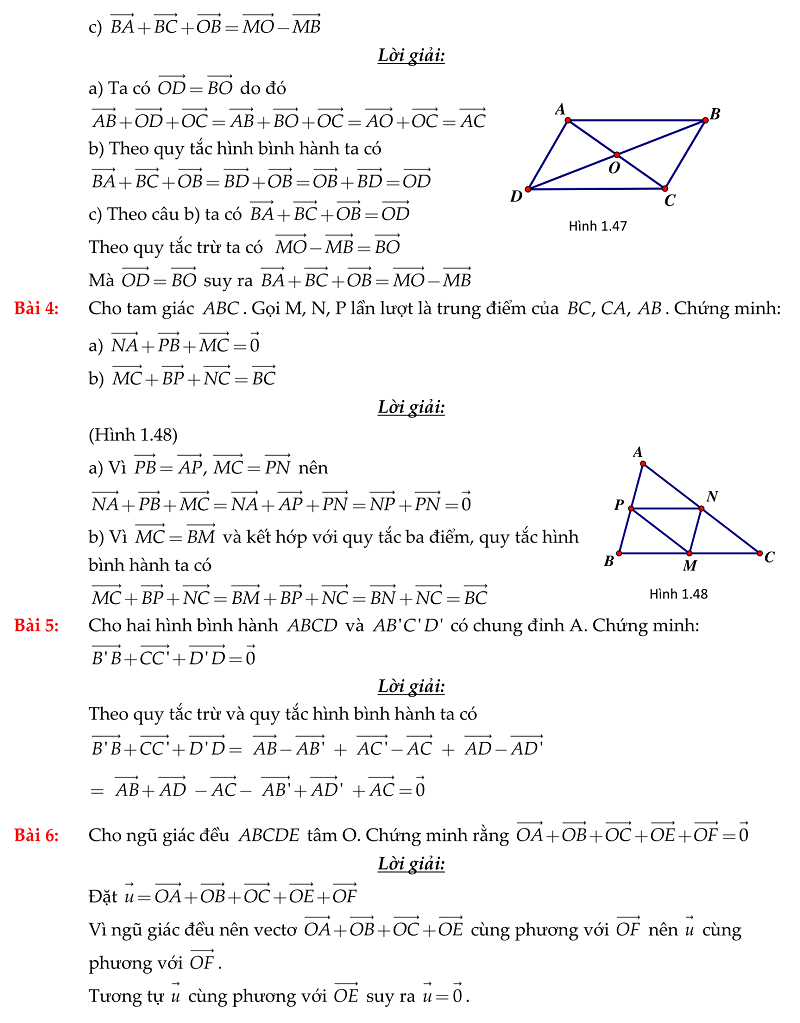 c) $\overrightarrow{BA}+\overrightarrow{BC}+\overrightarrow{OB}=\overrightarrow{MO}-\overrightarrow{MB}$
Lời giải:
a) Ta có $\overrightarrow{OD}=\overrightarrow{BO}$ do đó
$\overrightarrow{AB}+\overrightarrow{OD}+\overrightarrow{OC}=\overrightarrow{AB}+\overrightarrow{BO}+\overrightarrow{OC}=\overrightarrow{AO}+\overrightarrow{OC}=\overrightarrow{AC}$
b) Theo quy tắc hình bình hành ta có
$\overrightarrow{BA}+\overrightarrow{BC}+\overrightarrow{OB}=\overrightarrow{BD}+\overrightarrow{OB}=\overrightarrow{OB}+\overrightarrow{BD}=\overrightarrow{OD}$
c) Theo câu b) ta có $\overrightarrow{BA}+\overrightarrow{BC}+\overrightarrow{OB}=\overrightarrow{OD}$
Theo quy tắc trừ ta có $\overrightarrow{MO}-\overrightarrow{MB}=\overrightarrow{BO}$
Mà $\overrightarrow{OD}=\overrightarrow{BO}$ suy ra $\overrightarrow{BA}+\overrightarrow{BC}+\overrightarrow{OB}=\overrightarrow{MO}-\overrightarrow{MB}$
A
B
O
D
C
Hình 1.47
Bài 4: Cho tam giác ABC. Gọi M, N, P lần lượt là trung điểm của BC, CA, AB. Chứng minh:
a) $\overrightarrow{NA}+\overrightarrow{PB}+\overrightarrow{MC}=\vec{0}$
b) $\overrightarrow{MC}+\overrightarrow{BP}+\overrightarrow{NC}=\overrightarrow{BC}$
Lời giải:
(Hình 1.48)
a) Vì $\overrightarrow{PB}=\overrightarrow{AP}, \overrightarrow{MC}=\overrightarrow{PN}$ nên
$\overrightarrow{NA}+\overrightarrow{PB}+\overrightarrow{MC}=\overrightarrow{NA}+\overrightarrow{AP}+\overrightarrow{PN}=\overrightarrow{NP}+\overrightarrow{PN}=\vec{0}$
b) Vì $\overrightarrow{MC}=\overrightarrow{BM}$ và kết hớp với quy tắc ba điểm, quy tắc hình
bình hành ta có
$\overrightarrow{MC}+\overrightarrow{BP}+\overrightarrow{NC}=\overrightarrow{BM}+\overrightarrow{BP}+\overrightarrow{NC}=\overrightarrow{BN}+\overrightarrow{NC}=\overrightarrow{BC}$
A
P
N
B
M
C
Hình 1.48
Bài 5: Cho hai hình bình hành ABCD và AB'C'D' có chung đỉnh A. Chứng minh:
$\overrightarrow{B'B}+\overrightarrow{CC'}+\overrightarrow{D'D}=\vec{0}$
Lời giải:
Theo quy tắc trừ và quy tắc hình bình hành ta có
$\overrightarrow{B'B}+\overrightarrow{CC'}+\overrightarrow{D'D}= \overrightarrow{AB}-\overrightarrow{AB'} + \overrightarrow{AC'}-\overrightarrow{AC} + \overrightarrow{AD}-\overrightarrow{AD'}$
$= \overrightarrow{AB}+\overrightarrow{AD} -\overrightarrow{AC}- \overrightarrow{AB'}+\overrightarrow{AD'} +\overrightarrow{AC}=\vec{0}$
Bài 6: Cho ngũ giác đều ABCDE tâm O. Chứng minh rằng $\overrightarrow{OA}+\overrightarrow{OB}+\overrightarrow{OC}+\overrightarrow{OE}+\overrightarrow{OF}=\vec{0}$
Lời giải:
Đặt $\vec{u}=\overrightarrow{OA}+\overrightarrow{OB}+\overrightarrow{OC}+\overrightarrow{OE}+\overrightarrow{OF}$
Vì ngũ giác đều nên vectơ $\overrightarrow{OA}+\overrightarrow{OB}+\overrightarrow{OC}+\overrightarrow{OE}$ cùng phương với $\overrightarrow{OF}$ nên $\vec{u}$ cùng
phương với $\overrightarrow{OF}$.
Tương tự $\vec{u}$ cùng phương với $\overrightarrow{OE}$ suy ra $\vec{u}=\vec{0}$.